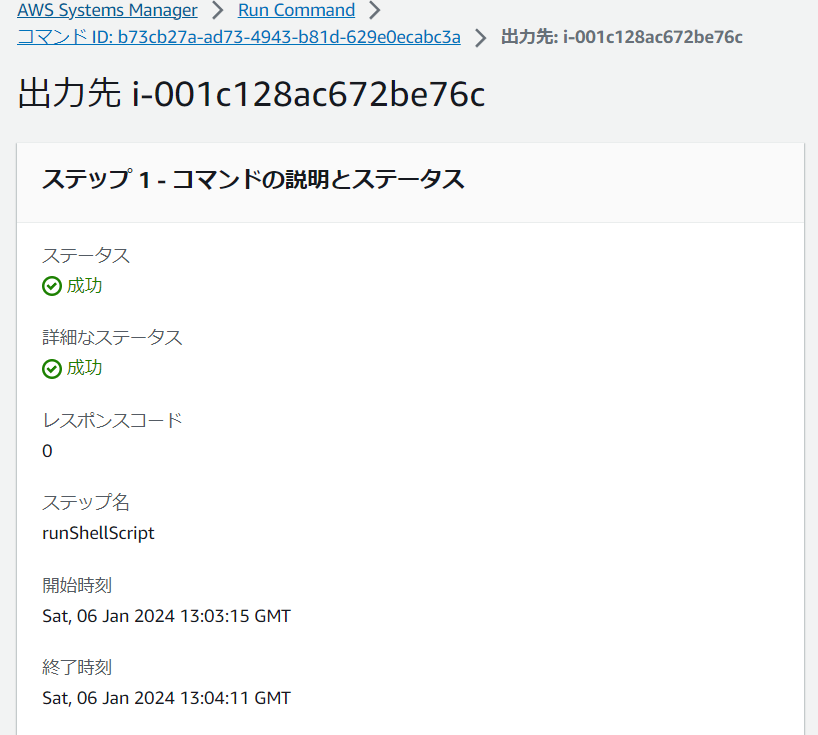 AWS Systems Manager > Run Command >
コマンド ID: b73cb27a-ad73-4943-b81d-629e0ecabc3a > 出力先: i-001c128ac672be76c
出力先 i-001c128ac672be76c
ステップ 1 - コマンドの説明とステータス
ステータス
成功
詳細なステータス
成功
レスポンスコード
0
ステップ名
runShellScript
開始時刻
Sat, 06 Jan 2024 13:03:15 GMT
終了時刻
Sat, 06 Jan 2024 13:04:11 GMT